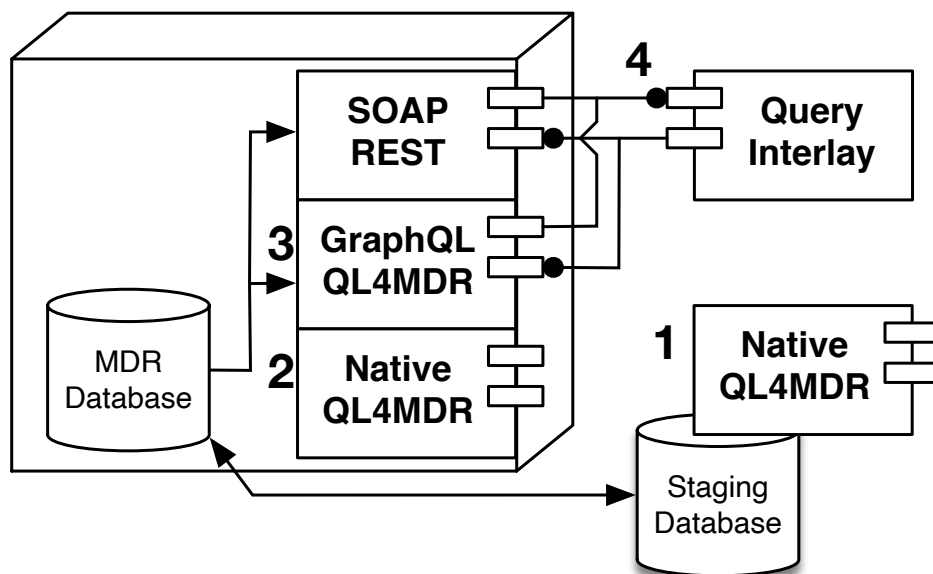 4
SOAP
REST
Query
Interlay
3
GraphQL
QL4MDR
MDR
Database
2
Native
QL4MDR
1
Native
QL4MDR
Staging
Database